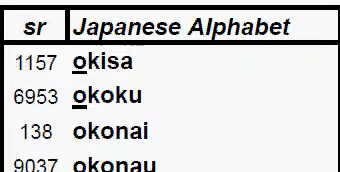 sr Japanese Alphabet
1157 okisa
6953 okoku
138 okonai
9037 okonau